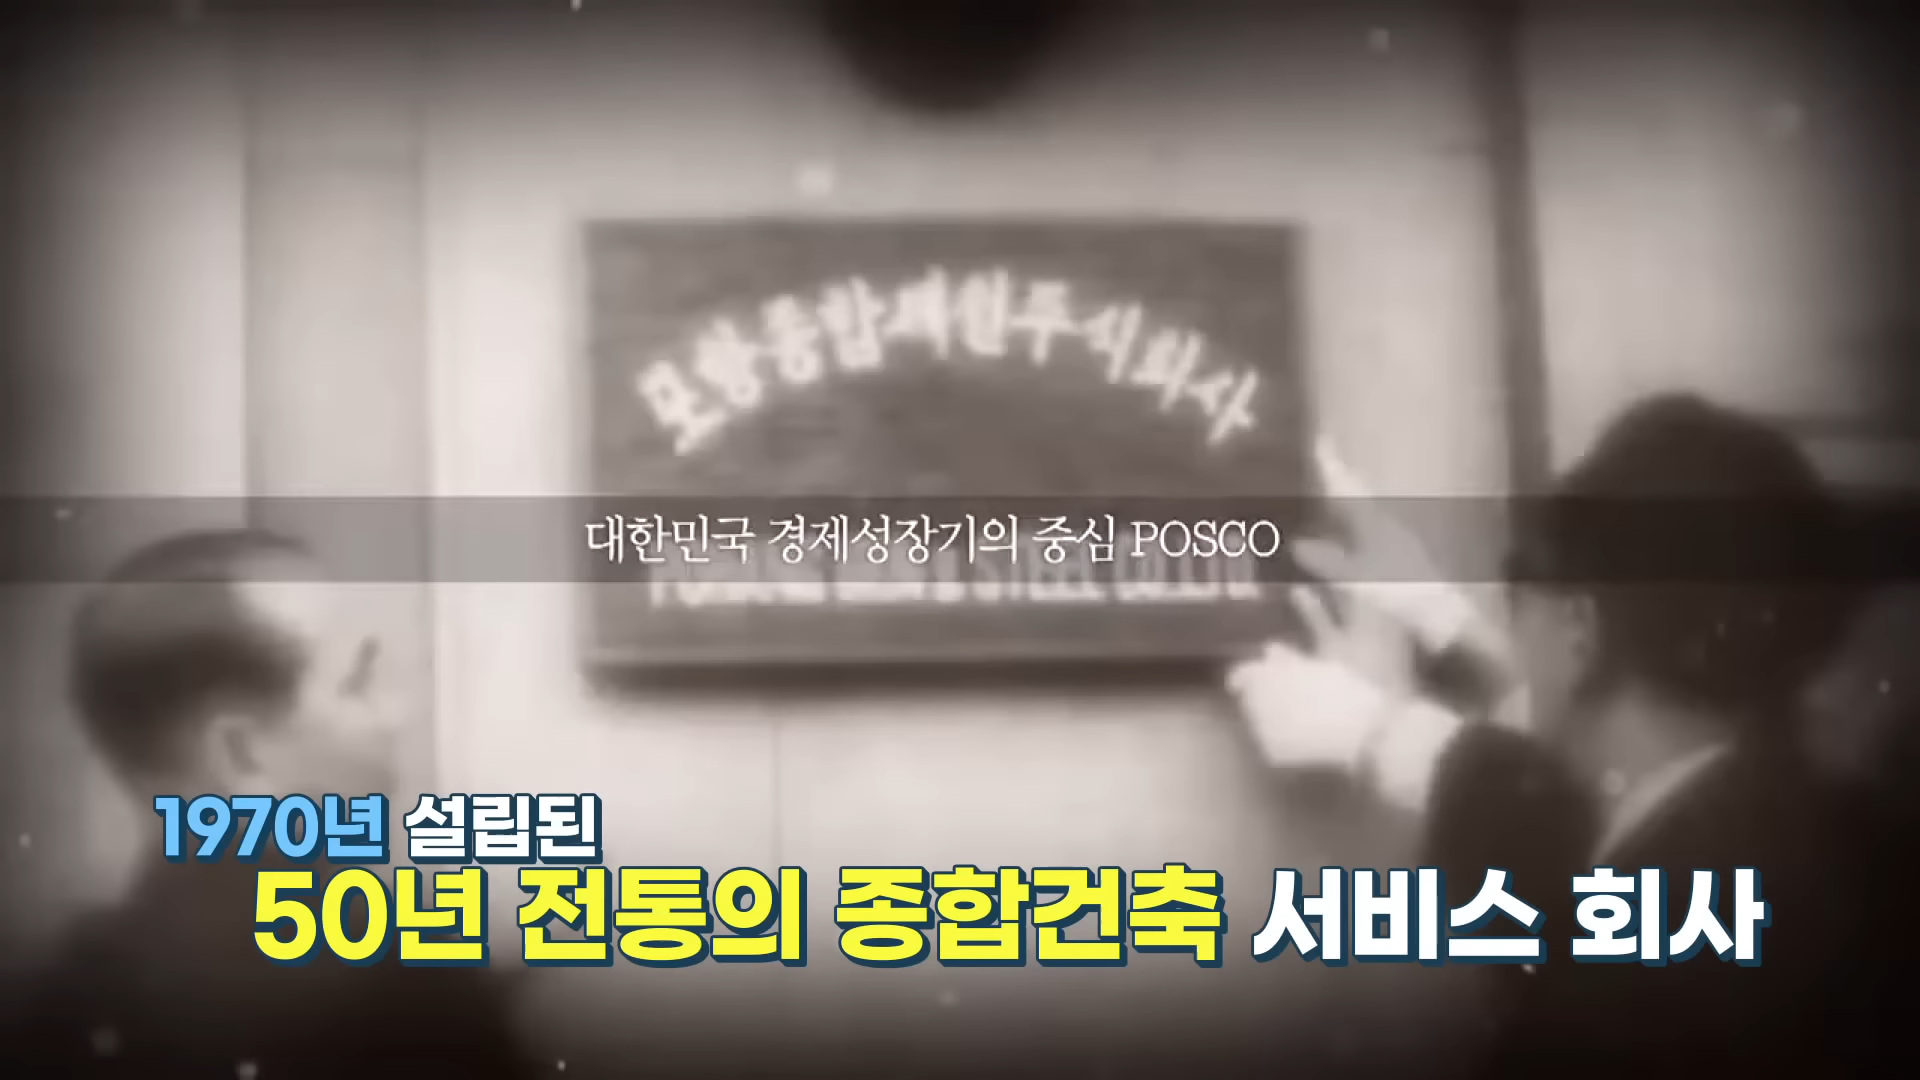 포항종합제철주식회사
대한민국 경제성장기의 중심 POSCO
1970년 설립된
50년 전통의 종합건축 서비스 회사